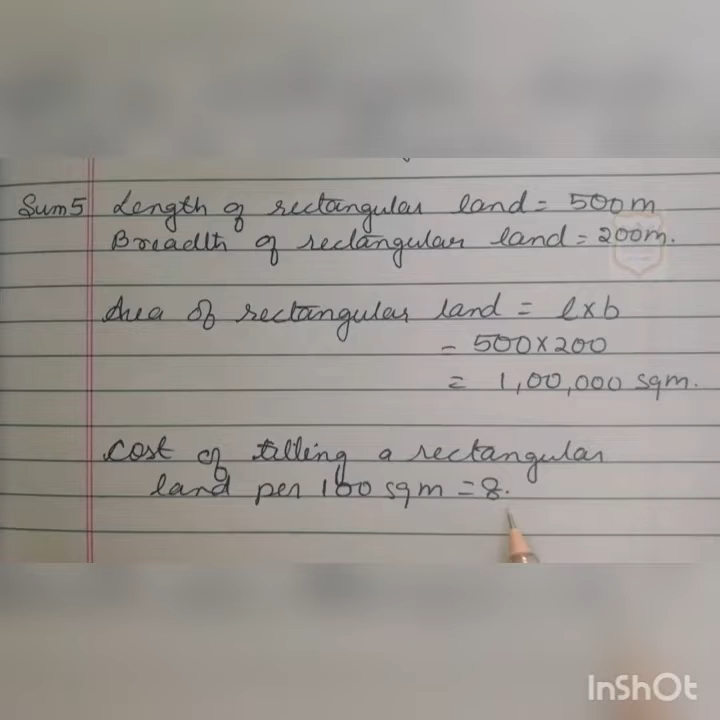 Sum5 Length of rectangular land = 500m
Breadth of rectangular land = 200m.
Area of rectangular land = l×b
= 500×200
= 1,00,000 sqm.
Cost of tilling a rectangular
land per 100 sqm = 8.
InShOt